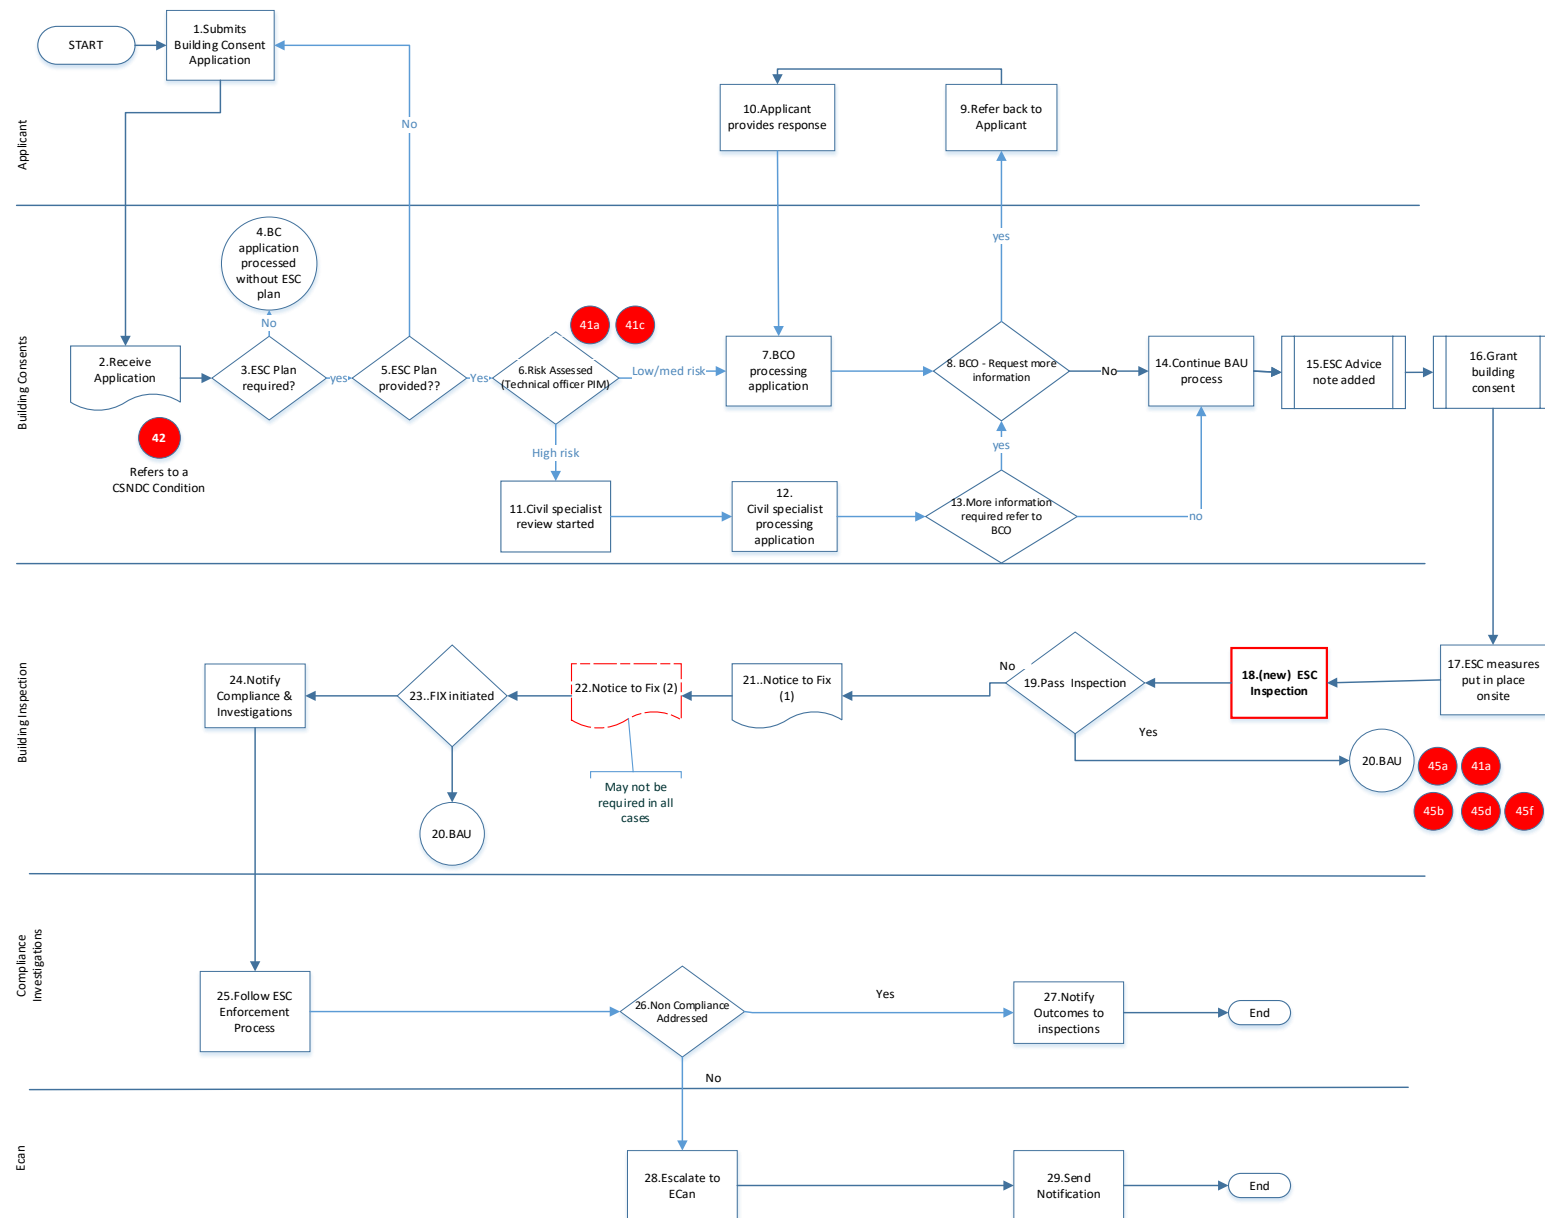 START
1.Submits
Building Consent
Application
No
10.Applicant
provides response
9.Refer back to
Applicant
Applicant
4.BC
application
processed
without ESC
plan
No
yes
2.Receive
Application
3.ESC Plan
required?
yes
5.ESC Plan
provided??
Yes
6.Risk Assessed
(Technical officer PIM)
41a
41c
Low/med risk
7.BCO
processing
application
8. BCO - Request more
information
No
14.Continue BAU
process
15.ESC Advice
note added
16.Grant
building
consent
Building Consents
42
Refers to a
CSNDC Condition
High risk
yes
11.Civil specialist
review started
12.
Civil specialist
processing
application
13.More information
required refer to
BCO
no
Building Inspection
24.Notify
Compliance &
Investigations
23..FIX initiated
22.Notice to Fix (2)
21..Notice to Fix
(1)
No
19.Pass Inspection
18.(new) ESC
Inspection
17.ESC measures
put in place
onsite
Yes
20.BAU
45a
41a
45b
45d
45f
May not be
required in all
cases
20.BAU
Compliance
Investigations
25.Follow ESC
Enforcement
Process
26.Non Compliance
Addressed
Yes
27.Notify
Outcomes to
inspections
End
No
Ecan
28.Escalate to
ECan
29.Send
Notification
End